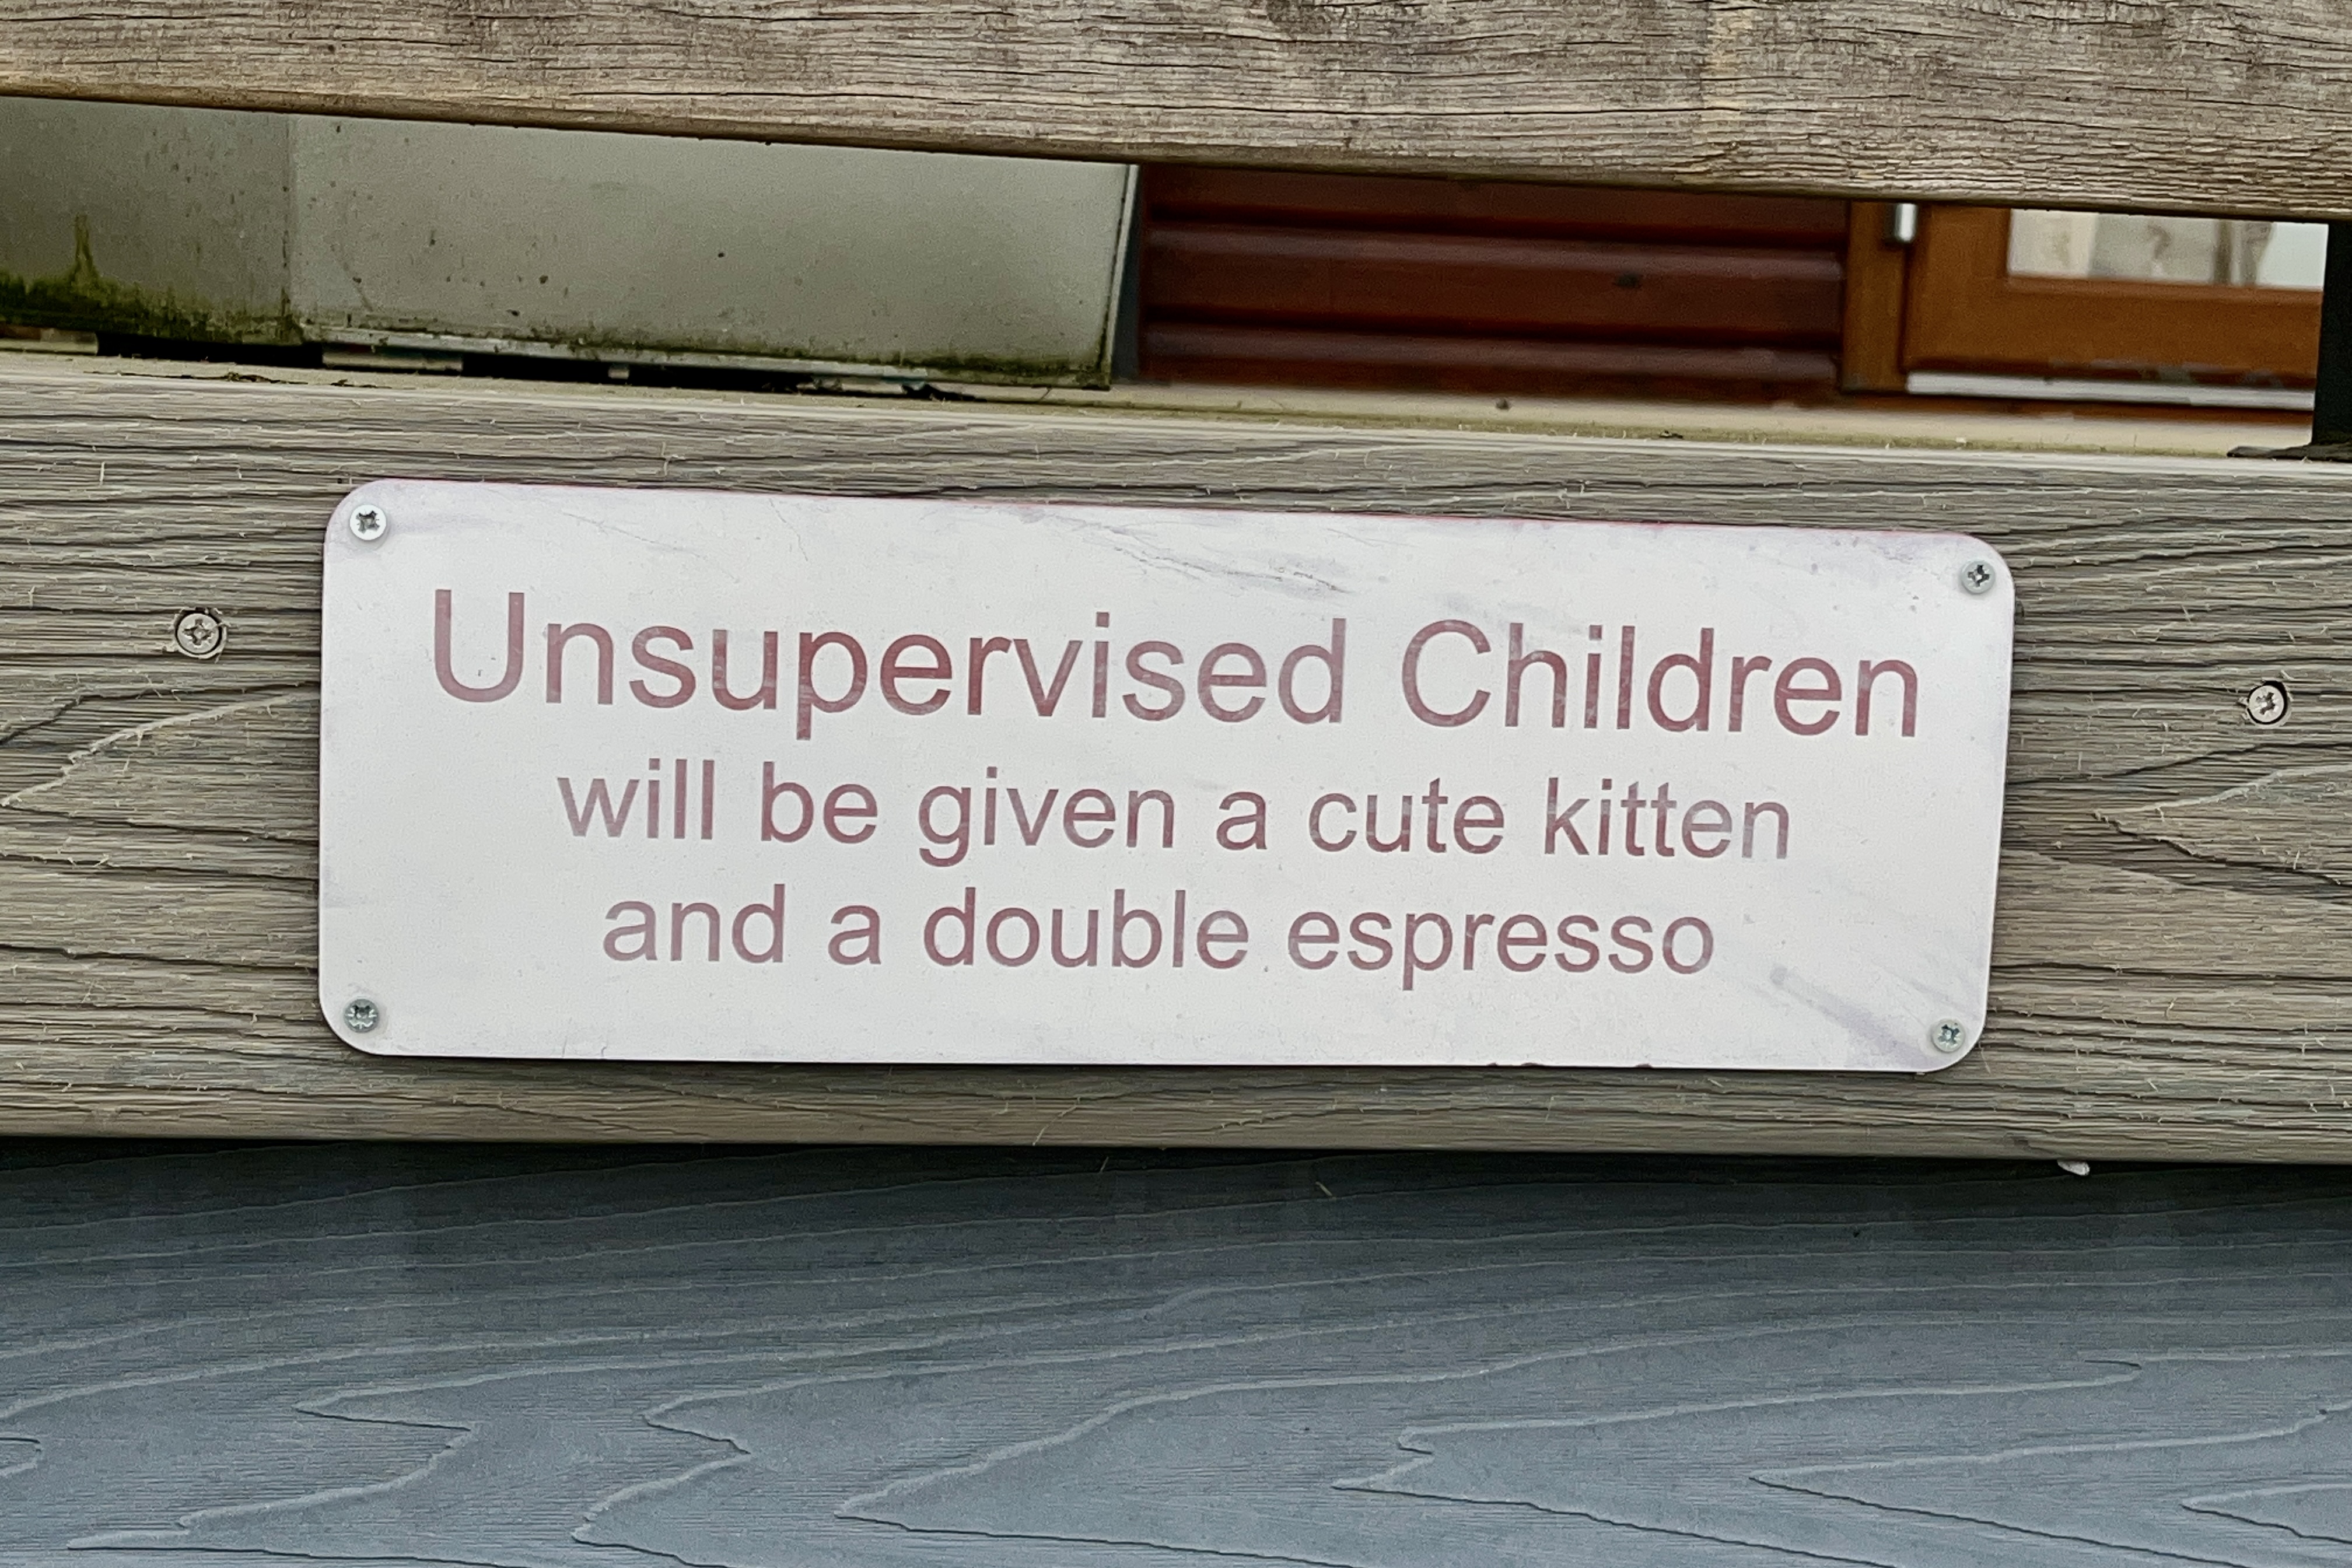 Unsupervised Children
will be given a cute kitten
and a double espresso